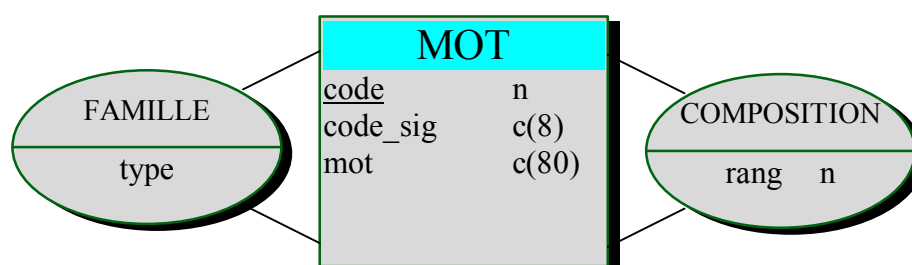 MOT
code n
code_sig c(8)
mot c(80)
FAMILLE
type
COMPOSITION
rang n